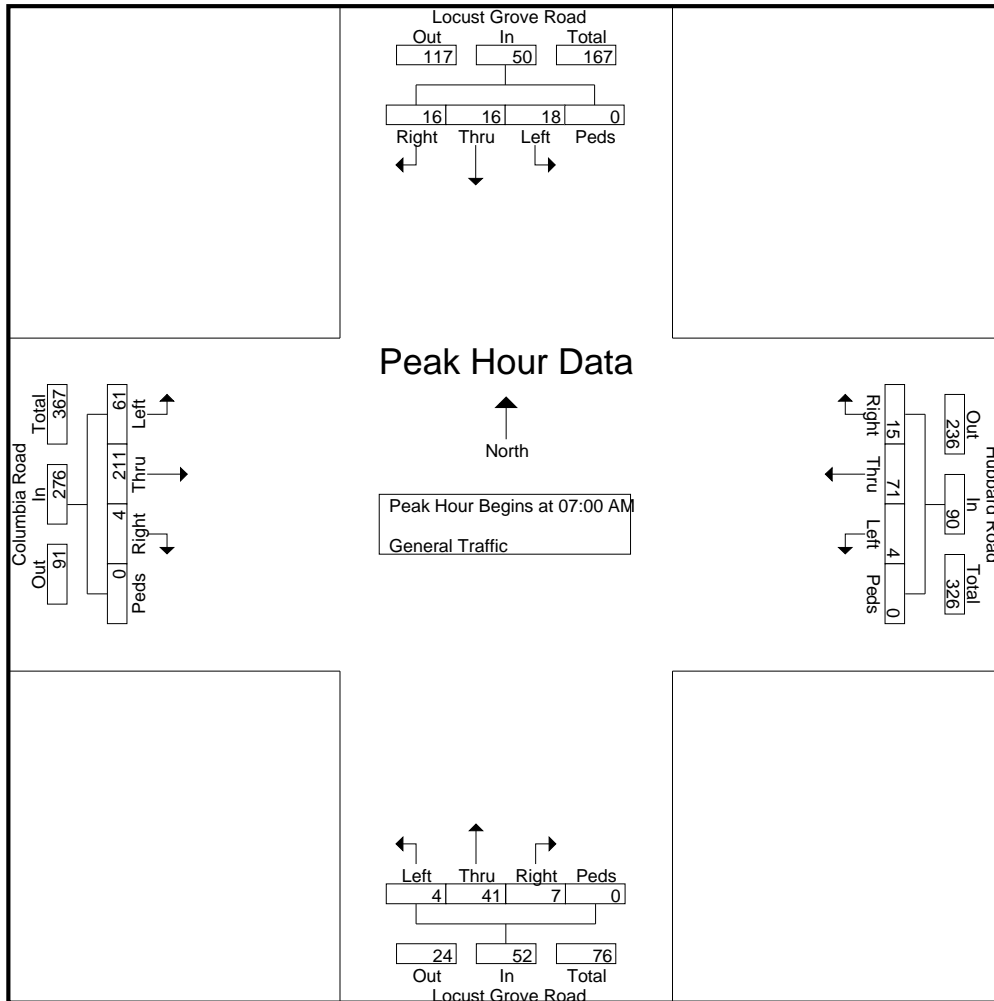 Locust Grove Road
Out In Total
117 50 167
16 16 18 0
Right Thru Left Peds
Peak Hour Data
North
Peak Hour Begins at 07:00 AM
General Traffic
Columbia Road
Out In Total
91 276 367
0 4 211 61
Peds Right Thru Left
Hubbard Road
Out In Total
236 90 326
15 71 4 0
Right Thru Left Peds
Left Thru Right Peds
4 41 7 0
24 52 76
Out In Total
Locust Grove Road